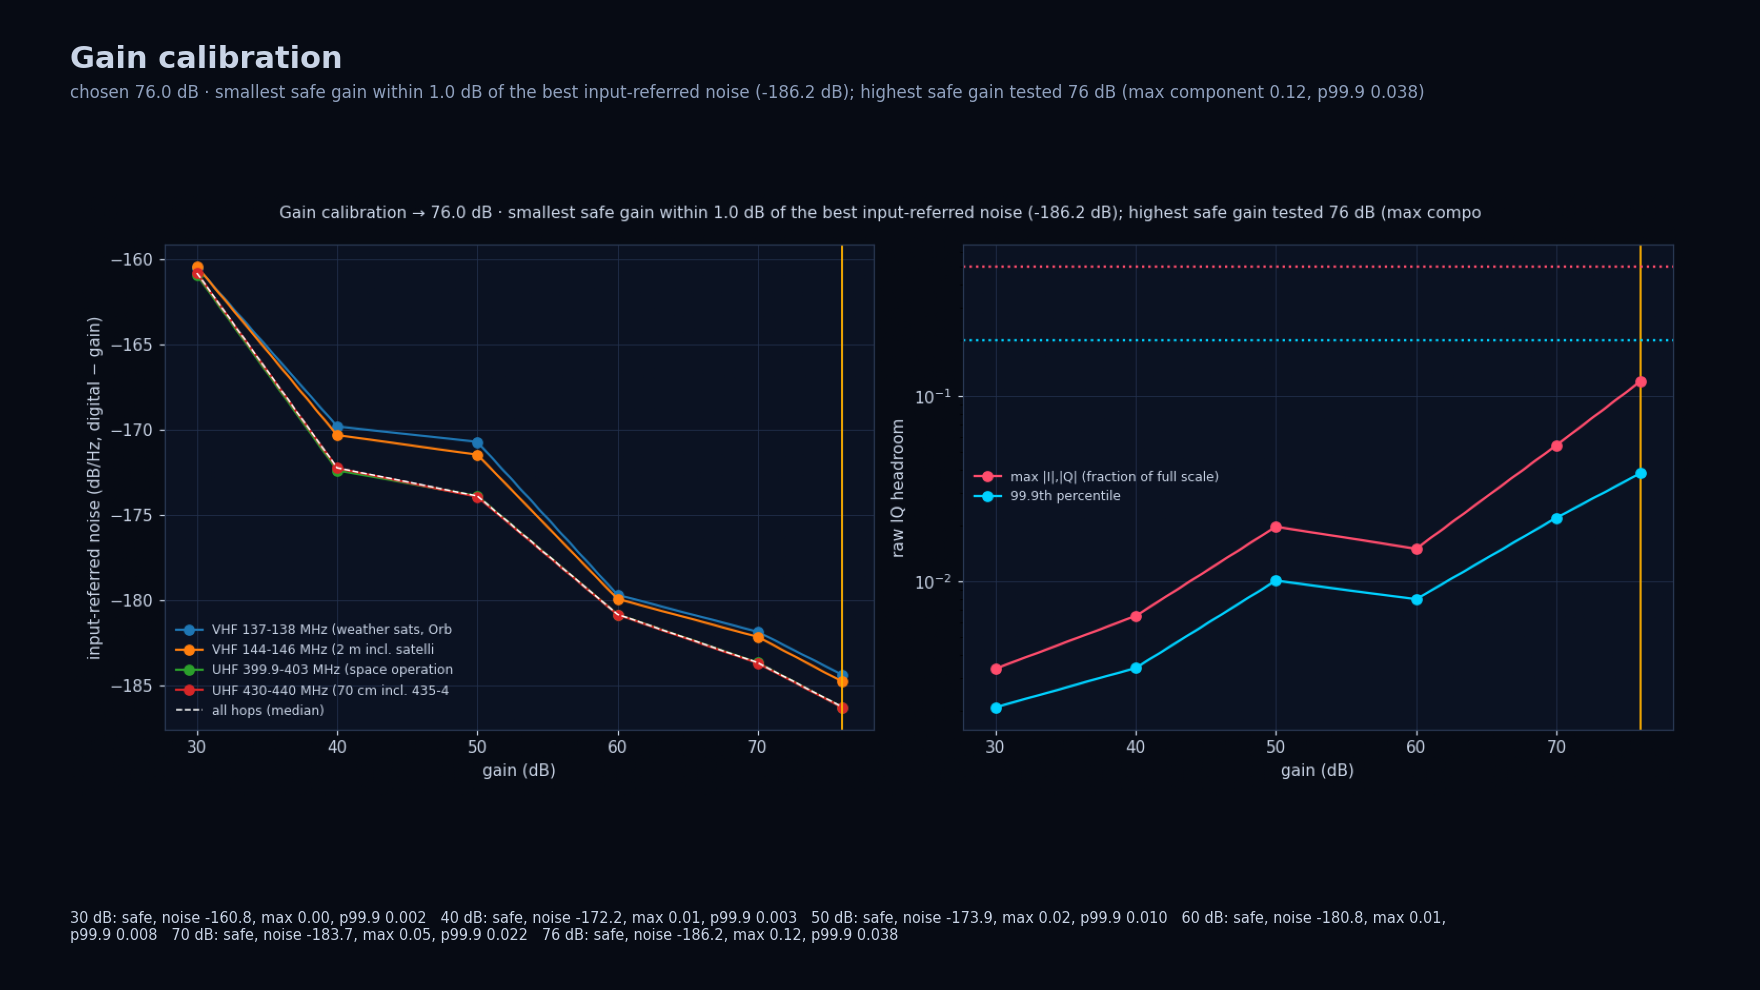 Gain calibration
chosen 76.0 dB · smallest safe gain within 1.0 dB of the best input-referred noise (-186.2 dB); highest safe gain tested 76 dB (max component 0.12, p99.9 0.038)
Gain calibration → 76.0 dB · smallest safe gain within 1.0 dB of the best input-referred noise (-186.2 dB); highest safe gain tested 76 dB (max compo
input-referred noise (dB/Hz, digital − gain)
−160
−165
−170
−175
−180
−185
VHF 137-138 MHz (weather sats, Orb
VHF 144-146 MHz (2 m incl. satelli
UHF 399.9-403 MHz (space operation
UHF 430-440 MHz (70 cm incl. 435-4
all hops (median)
30 40 50 60 70
gain (dB)
raw IQ headroom
10⁻¹
10⁻²
max |I|,|Q| (fraction of full scale)
99.9th percentile
30 40 50 60 70
gain (dB)
30 dB: safe, noise -160.8, max 0.00, p99.9 0.002 40 dB: safe, noise -172.2, max 0.01, p99.9 0.003 50 dB: safe, noise -173.9, max 0.02, p99.9 0.010 60 dB: safe, noise -180.8, max 0.01,
p99.9 0.008 70 dB: safe, noise -183.7, max 0.05, p99.9 0.022 76 dB: safe, noise -186.2, max 0.12, p99.9 0.038